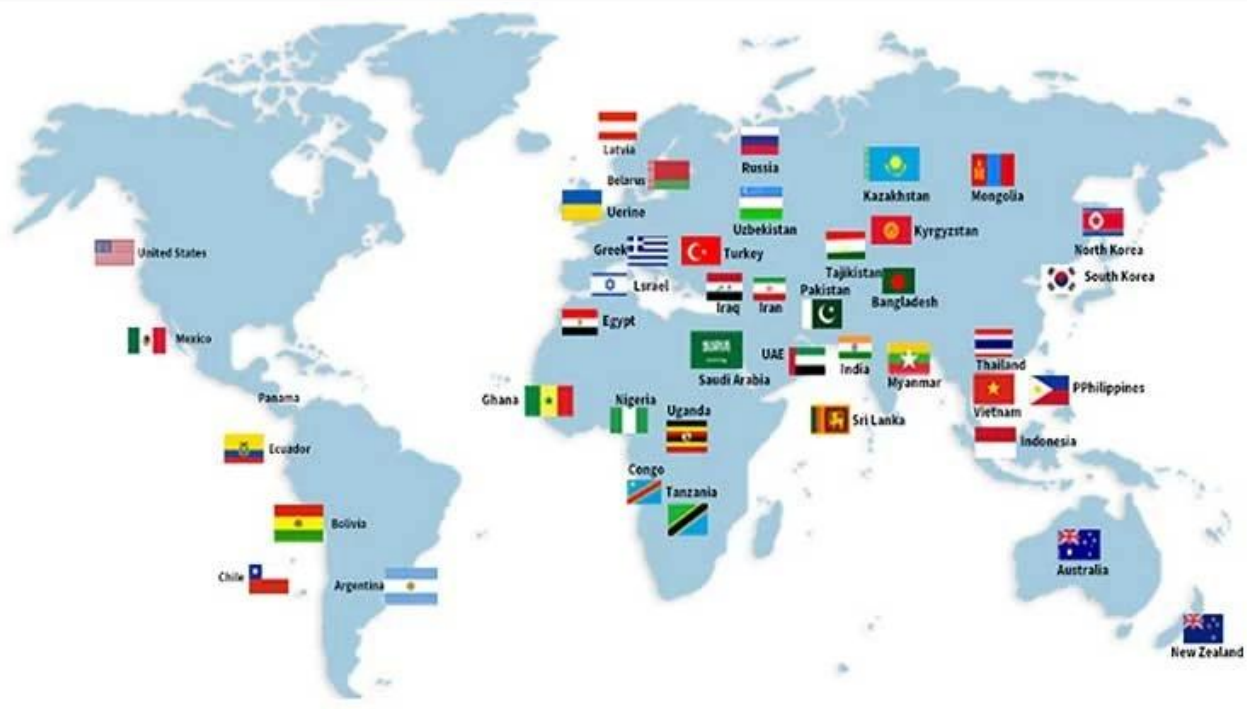 Latvia
Russia
Belarus
Kazakhstan
Mongolia
Uerine
Uzbekistan
Kyrgyzstan
United States
Greek
Turkey
North Korea
Tajikistan
South Korea
Lsrael
Iraq
Iran
Pakistan
Bangladesh
Egypt
Mexico
Saudi Arabia
UAE
India
Myanmar
Thailand
Panama
Ghana
Nigeria
Uganda
Sri Lanka
Vietnam
PPhilippines
Ecuador
Indonesia
Congo
Tanzania
Bolivia
Chile
Argentina
Australia
New Zealand